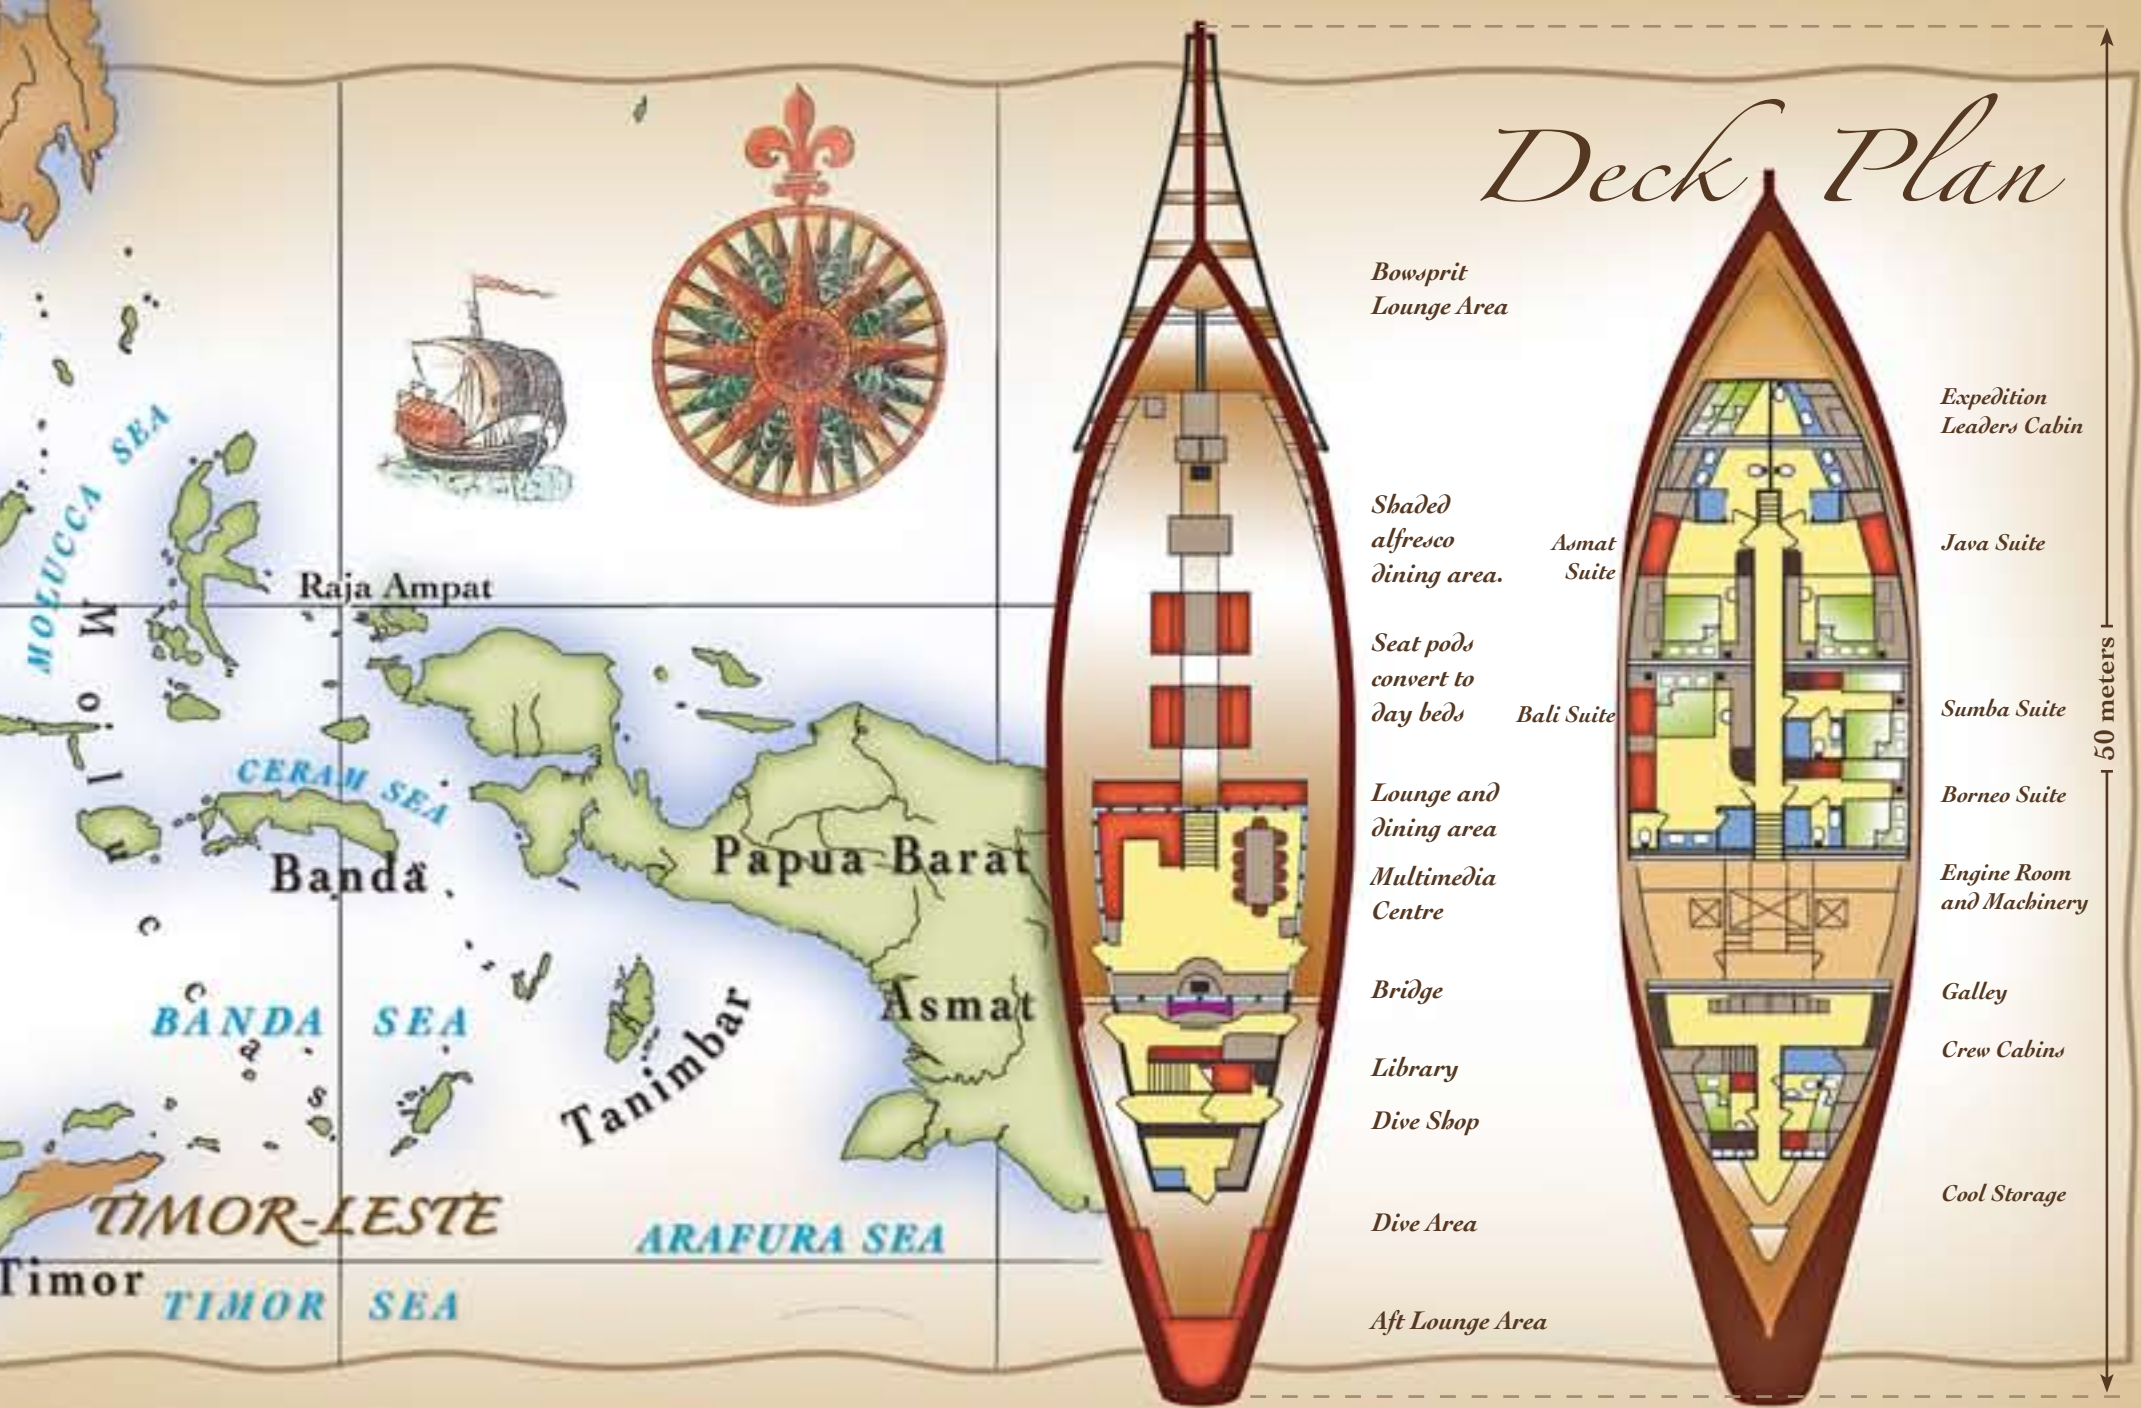 Deck Plan
MOLUCCA SEA
Raja Ampat
Moluccas
CERAM SEA
Banda
Papua Barat
BANDA SEA
Asmat
Tanimbar
TIMOR-LESTE
ARAFURA SEA
Timor
TIMOR SEA
Bowsprit
Lounge Area
Shaded
alfresco
dining area.
Seat pods
convert to
day beds
Lounge and
dining area
Multimedia
Centre
Bridge
Library
Dive Shop
Dive Area
Aft Lounge Area
Asmat
Suite
Bali Suite
Expedition
Leaders Cabin
Java Suite
Sumba Suite
Borneo Suite
Engine Room
and Machinery
Galley
Crew Cabins
Cool Storage
50 meters